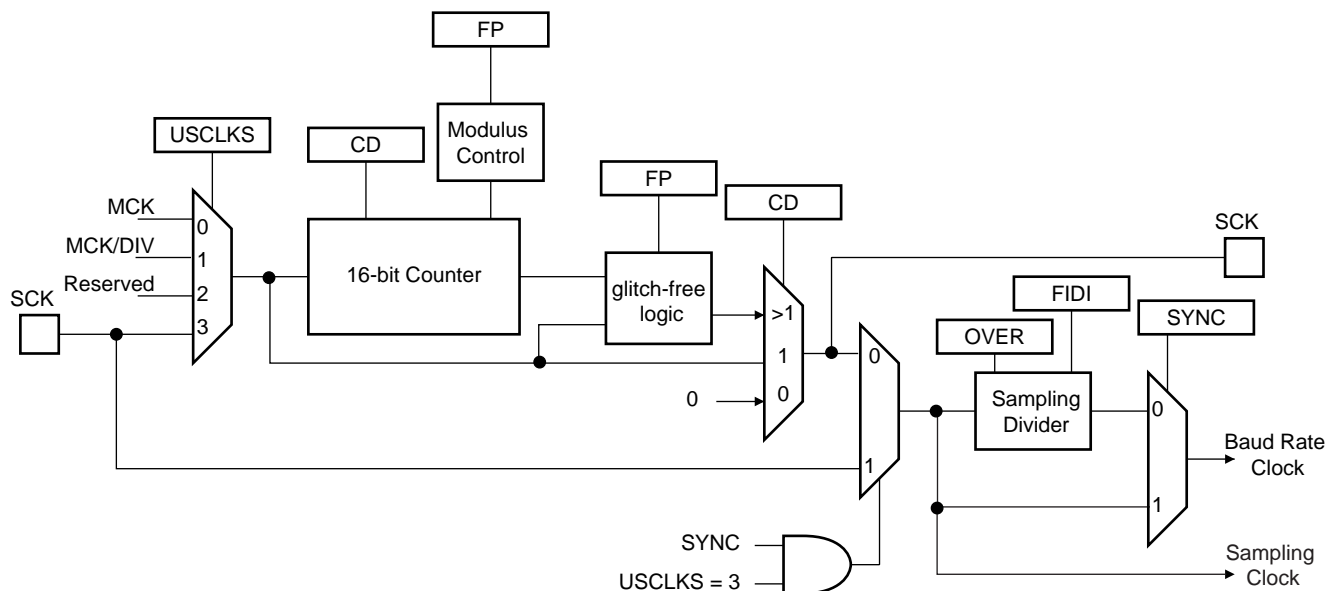 FP
USCLKS
CD
Modulus
Control
FP
CD
MCK
0
MCK/DIV
1
Reserved
2
SCK
3
16-bit Counter
glitch-free
logic
>1
1
0
0
SCK
FIDI
OVER
SYNC
0
1
Sampling
Divider
0
1
Baud Rate
Clock
SYNC
USCLKS = 3
Sampling
Clock